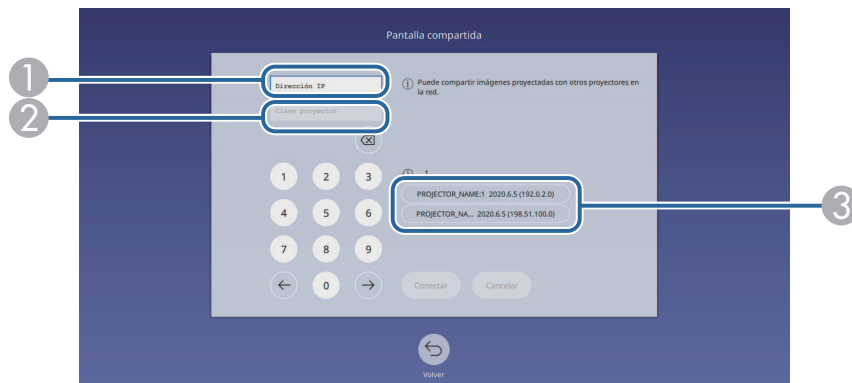 Pantalla compartida
1
Dirección IP
Puede compartir imágenes proyectadas con otros proyectores en
la red.
2
Clave proyector
1
1 2 3
PROJECTOR_NAME:1 2020.6.5 (192.0.2.0)
3
4 5 6
PROJECTOR_NA... 2020.6.5 (198.51.100.0)
7 8 9
0
Conectar Cancelar
Volver